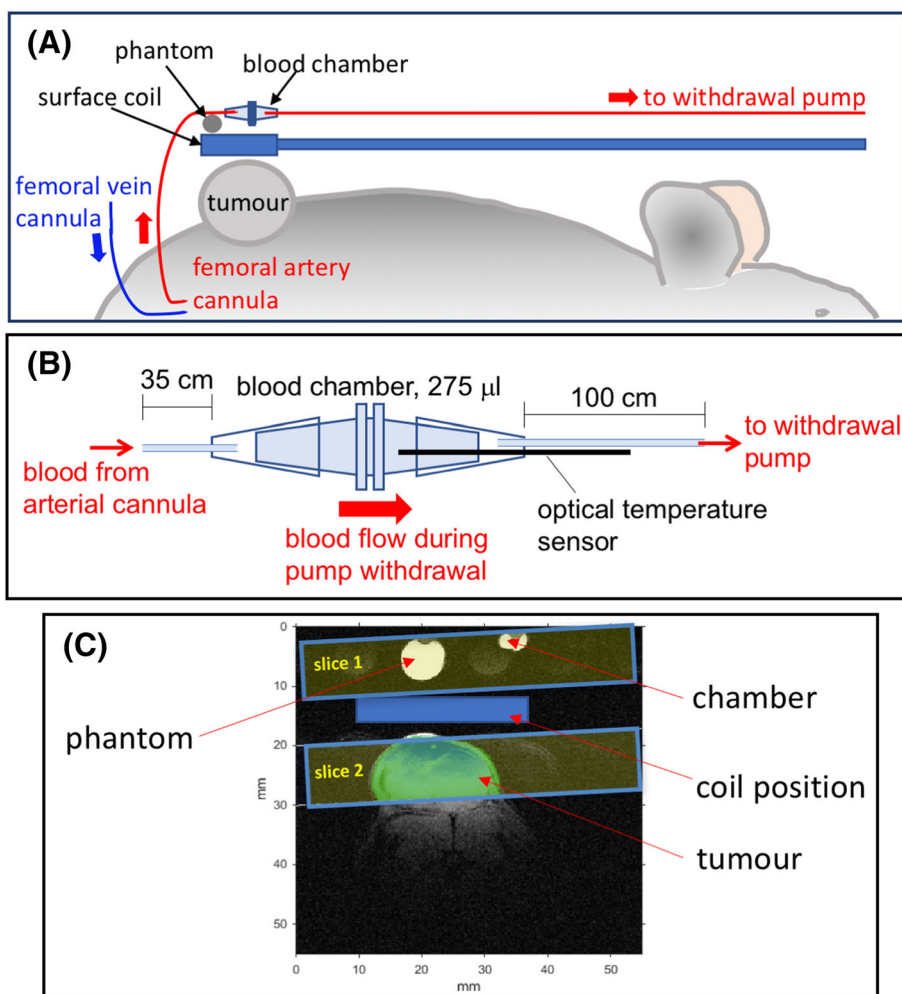 (A)
phantom
blood chamber
surface coil
to withdrawal pump
femoral vein
cannula
tumour
femoral artery
cannula
(B)
35 cm
blood chamber, 275 μl
100 cm
to withdrawal
pump
blood from
arterial cannula
optical temperature
sensor
blood flow during
pump withdrawal
(C)
0
10
20
30
40
50
mm
slice 1
slice 2
phantom
chamber
coil position
tumour
0
10
20
30
40
50
mm